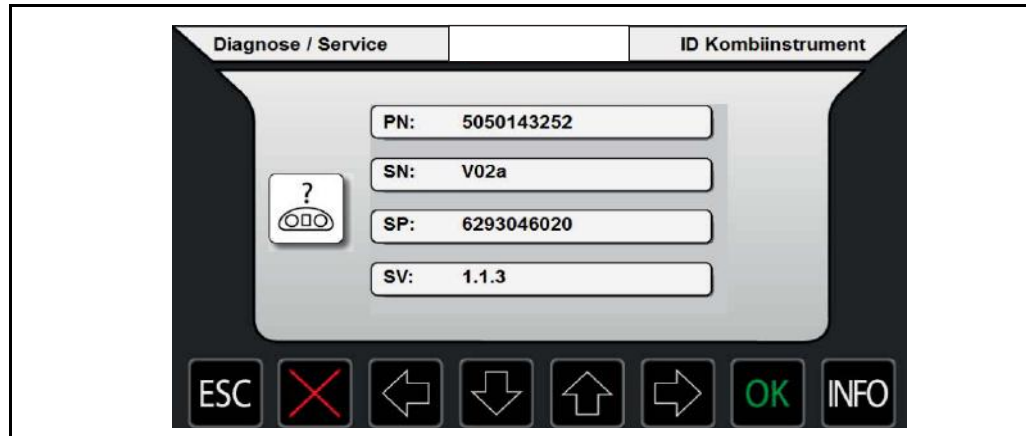 Diagnose / Service ID Kombiinstrument
PN: 5050143252
SN: V02a
?
SP: 6293046020
SV: 1.1.3
ESC OK INFO